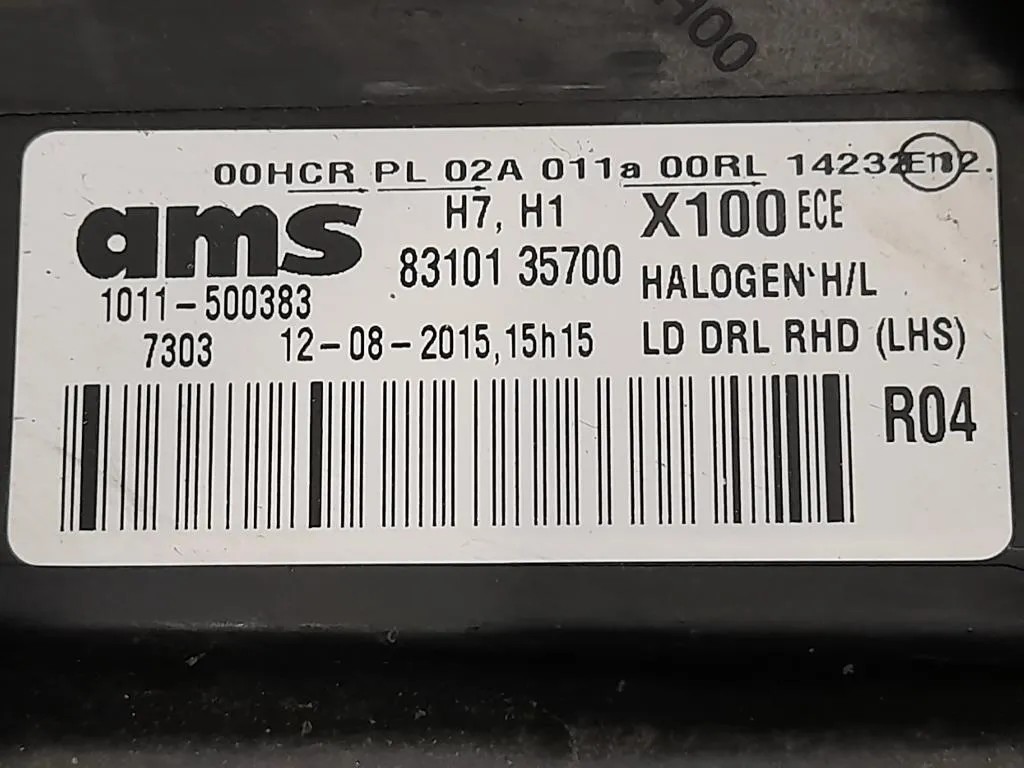 H00
00HCR PL 02A 011a 00RL 14232
ams
H7, H1
X100 ECE
83101 35700
HALOGEN H/L
1011-500383
7303 12-08-2015, 15h15
LD DRL RHD (LHS)
R04